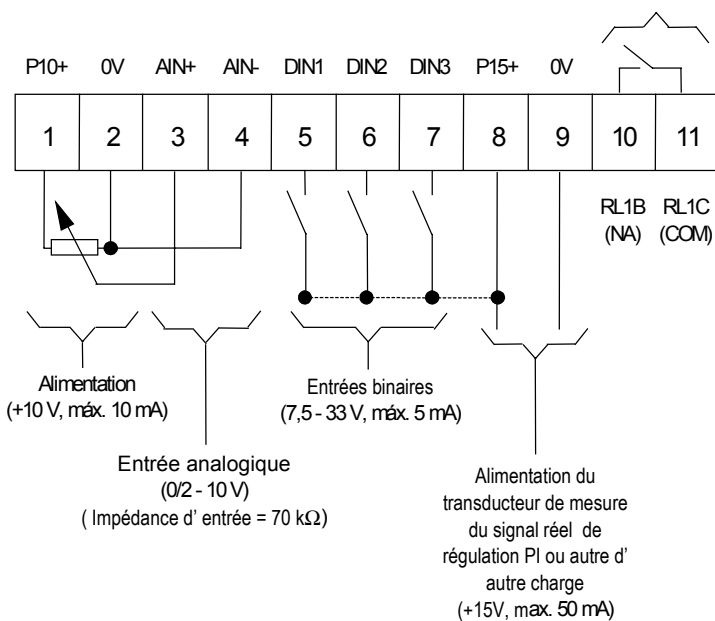 P10+ 0V AIN+ AIN- DIN1 DIN2 DIN3 P15+ 0V
1 2 3 4 5 6 7 8 9 10 11
RL1B RL1C
(NA) (COM)
Alimentation
(+10 V, máx. 10 mA)
Entrées binaires
(7,5 - 33 V, máx. 5 mA)
Entrée analogique
(0/2 - 10 V)
( Impédance d’ entrée = 70 kΩ)
Alimentation du
transducteur de mesure
du signal réel de
régulation PI ou autre d’
autre charge
(+15V, max. 50 mA)